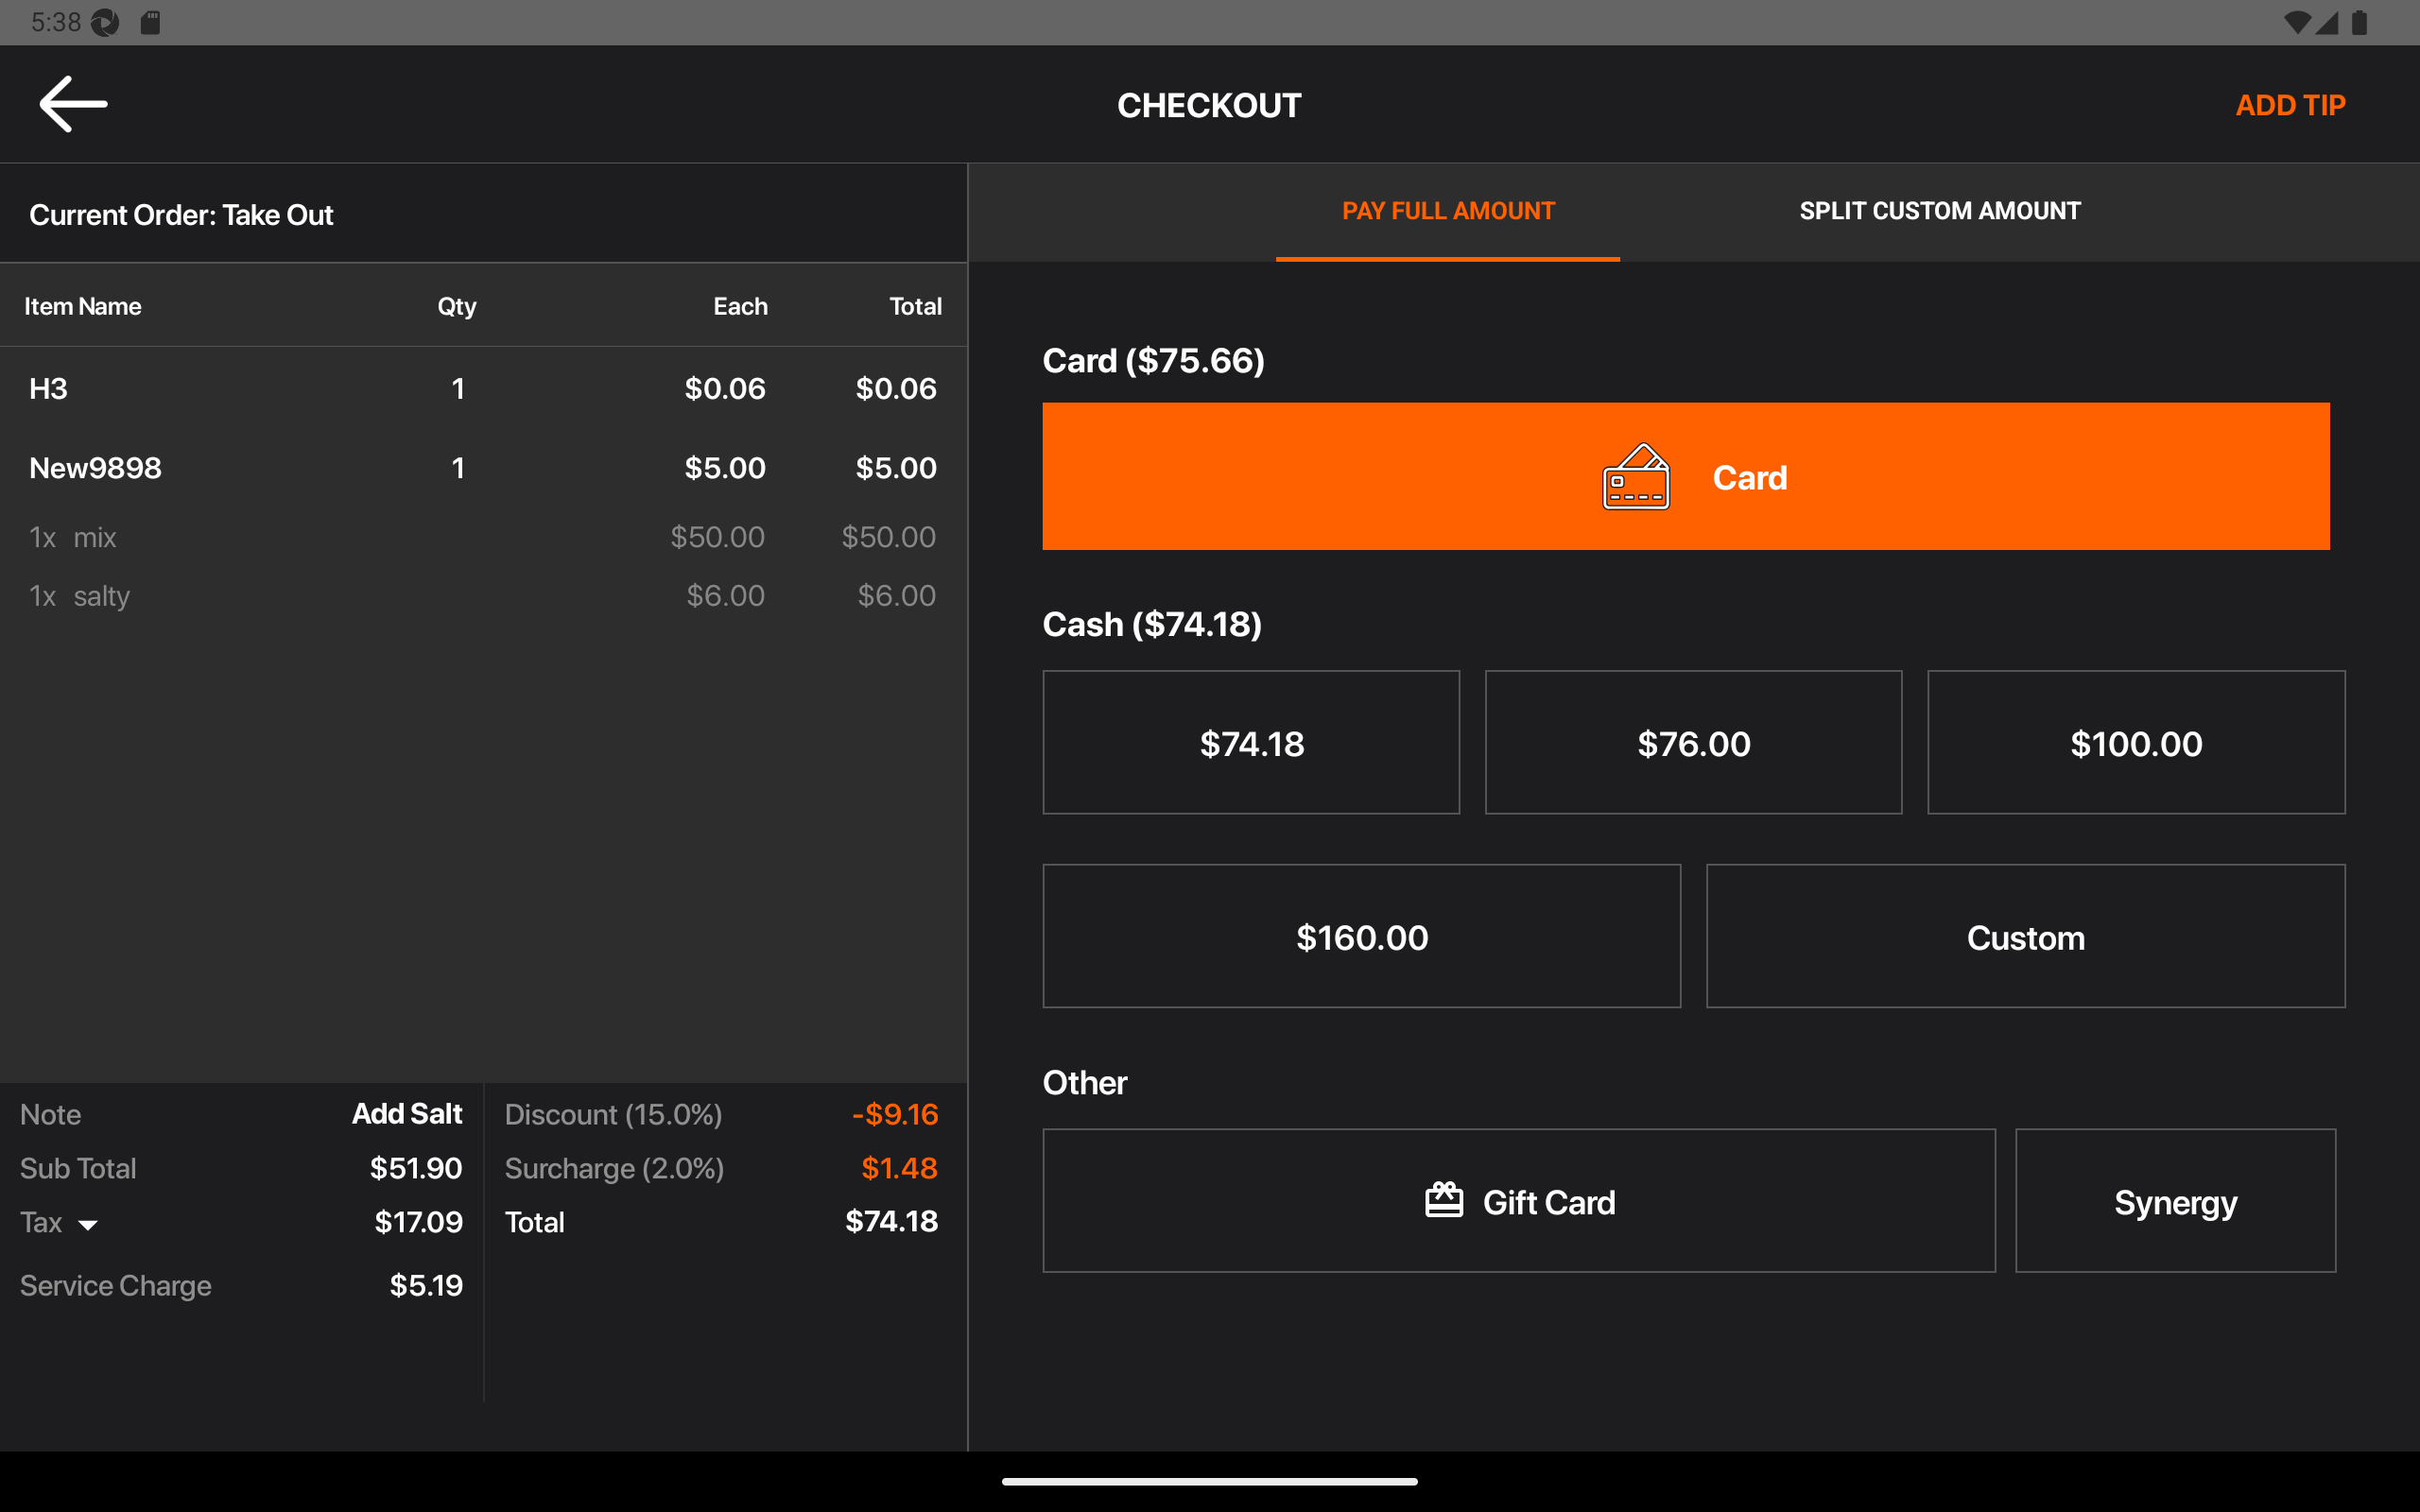 5:38
CHECKOUT
ADD TIP
Current Order: Take Out
PAY FULL AMOUNT
SPLIT CUSTOM AMOUNT
Item Name Qty Each Total
H3 1 $0.06 $0.06
New9898 1 $5.00 $5.00
1x mix $50.00 $50.00
1x salty $6.00 $6.00
Note Add Salt
Sub Total $51.90
Tax $17.09
Service Charge $5.19
Discount (15.0%) -$9.16
Surcharge (2.0%) $1.48
Total $74.18
Card ($75.66)
Card
Cash ($74.18)
$74.18
$76.00
$100.00
$160.00
Custom
Other
Gift Card
Synergy